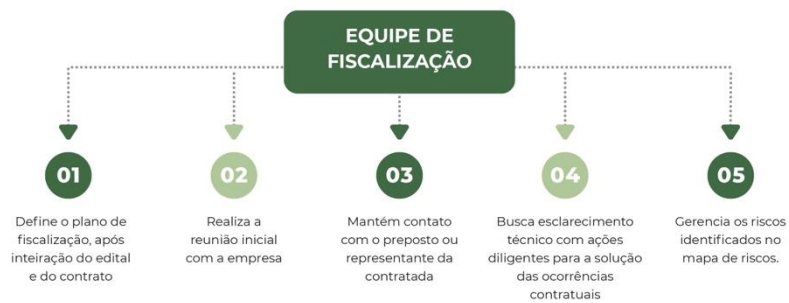 EQUIPE DE
FISCALIZAÇÃO
01
Define o plano de
fiscalização, após
inteiração do edital
e do contrato
02
Realiza a
reunião inicial
com a empresa
03
Mantém contato
com o preposto ou
representante da
contratada
04
Busca esclarecimento
técnico com ações
diligentes para a solução
das ocorrências
contratuais
05
Gerencia os riscos
identificados no
mapa de riscos.